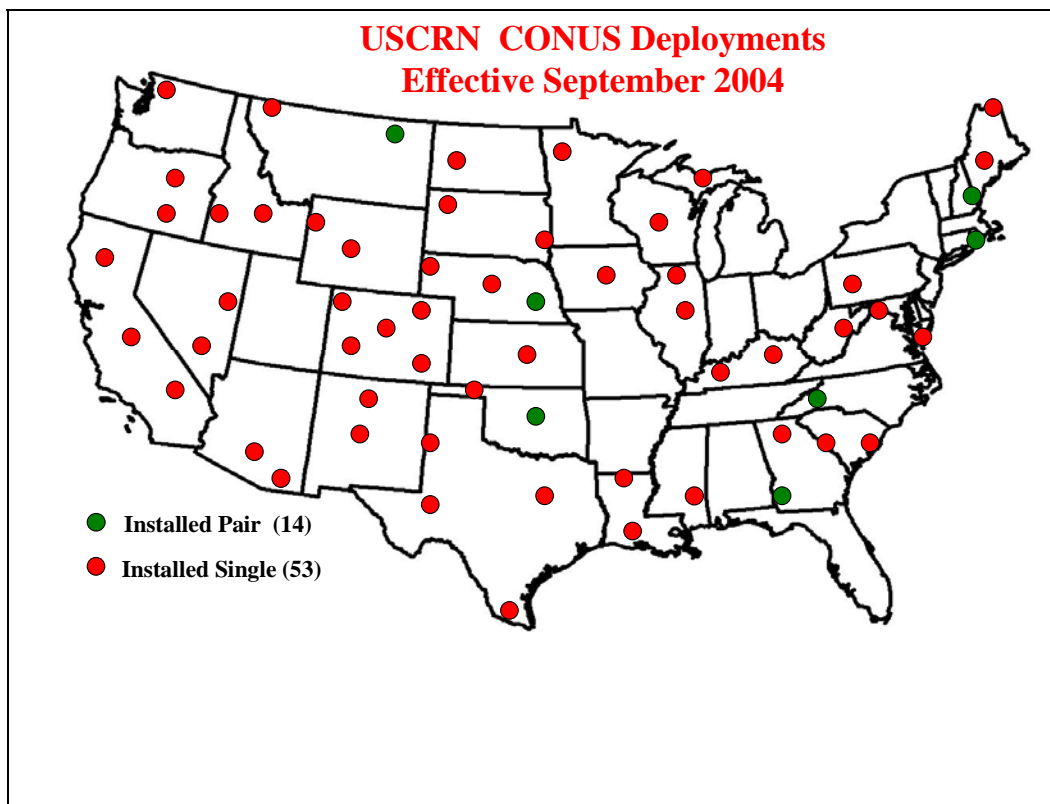 USCRN CONUS Deployments
Effective September 2004
Installed Pair (14)
Installed Single (53)